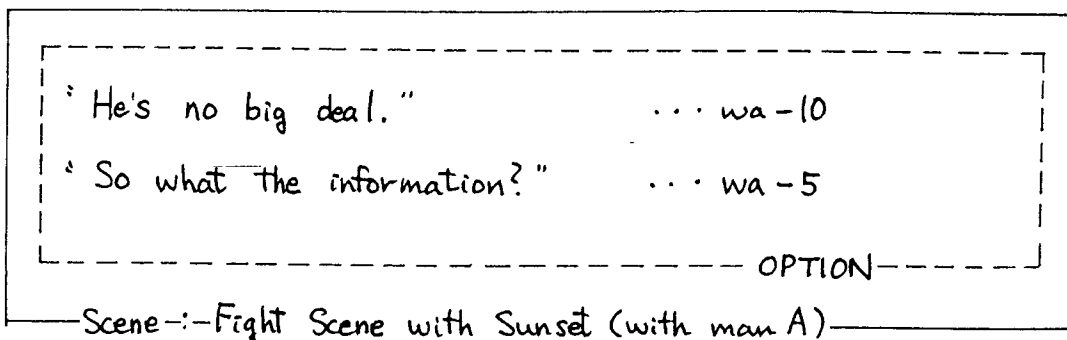 “He's no big deal.” ··· wa-10
“So what the information?” ··· wa-5
OPTION
Scene-:-Fight Scene with Sunset (with man A)